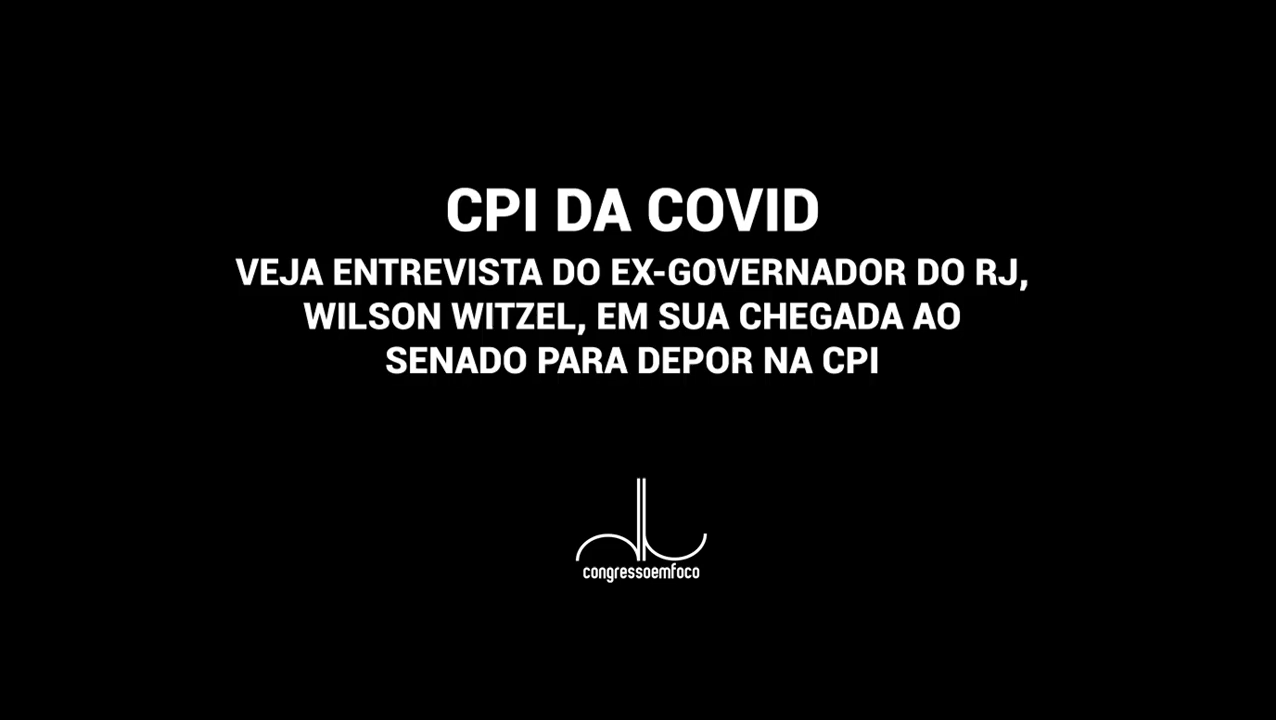 CPI DA COVID
VEJA ENTREVISTA DO EX-GOVERNADOR DO RJ,
WILSON WITZEL, EM SUA CHEGADA AO
SENADO PARA DEPOR NA CPI
congressoemfoco